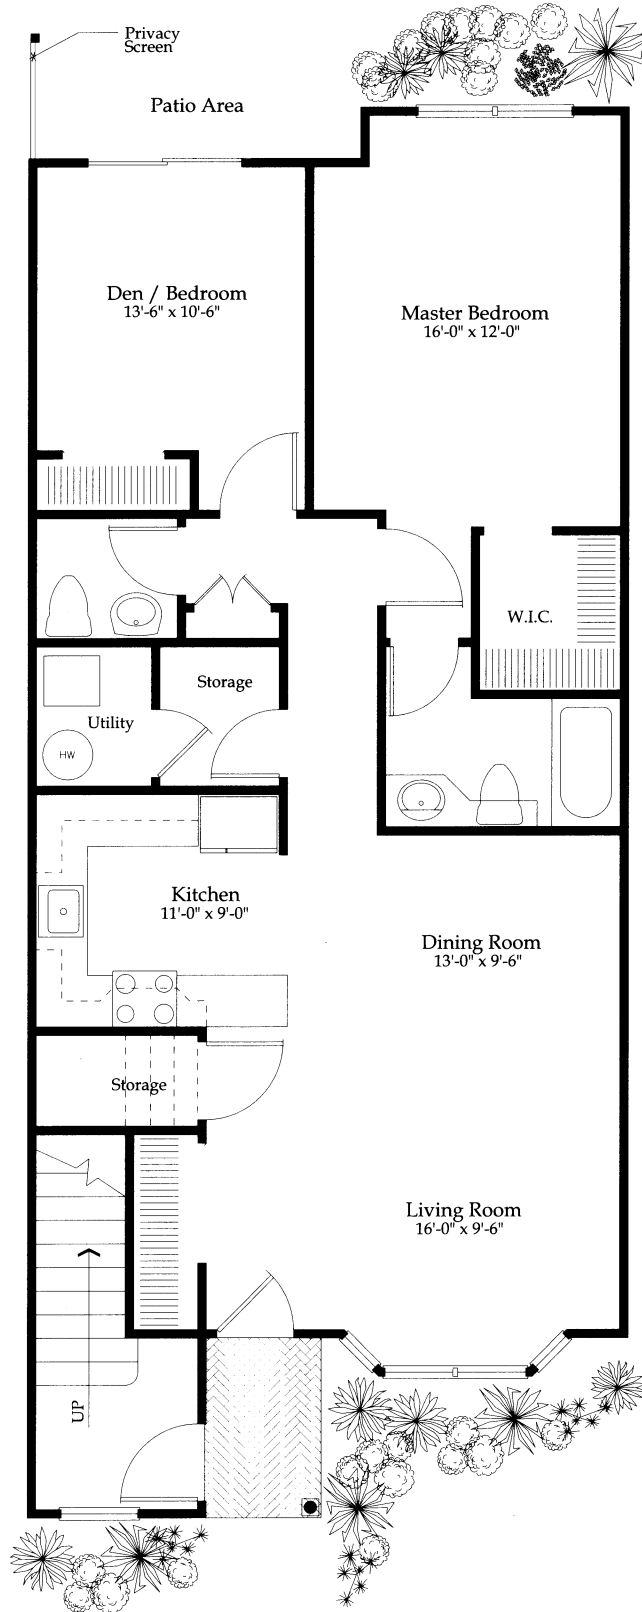 Privacy
Screen
Patio Area
Den / Bedroom
13'-6" x 10'-6"
Master Bedroom
16'-0" x 12'-0"
W.I.C.
Storage
Utility
HW
Kitchen
11'-0" x 9'-0"
Dining Room
13'-0" x 9'-6"
Storage
Living Room
16'-0" x 9'-6"
UP